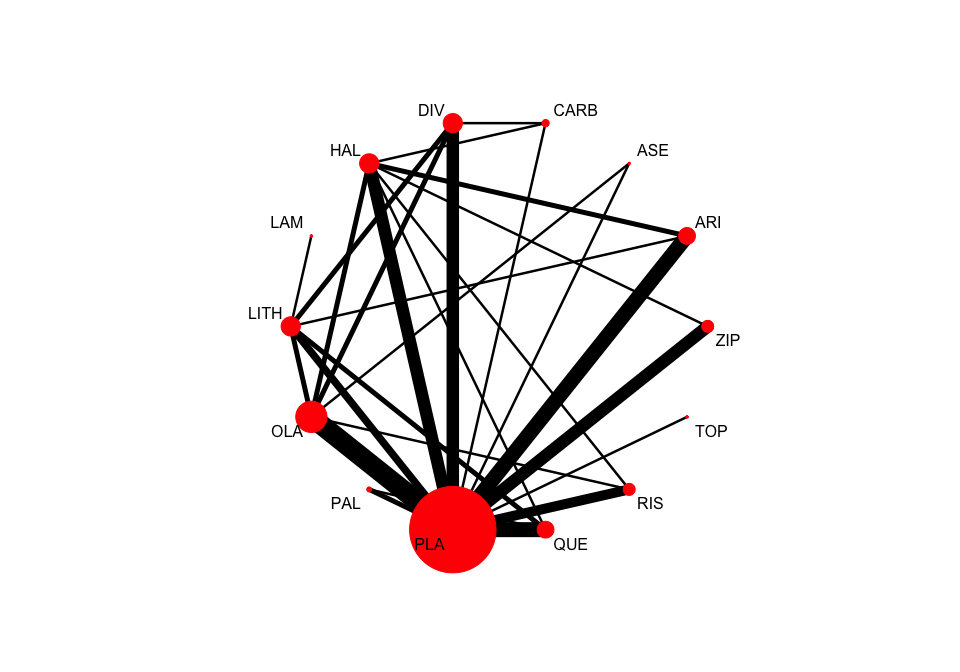 DIV
CARB
HAL
ASE
LAM
ARI
LITH
ZIP
OLA
TOP
PAL
RIS
PLA
QUE